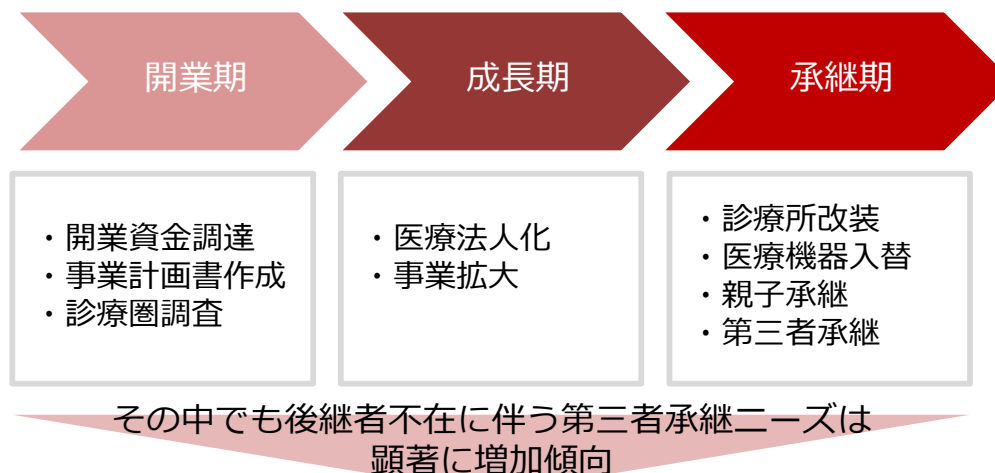 開業期
成長期
承継期
・開業資金調達
・事業計画書作成
・診療圏調査
・医療法人化
・事業拡大
・診療所改装
・医療機器入替
・親子承継
・第三者承継
その中でも後継者不在に伴う第三者承継ニーズは
顕著に増加傾向